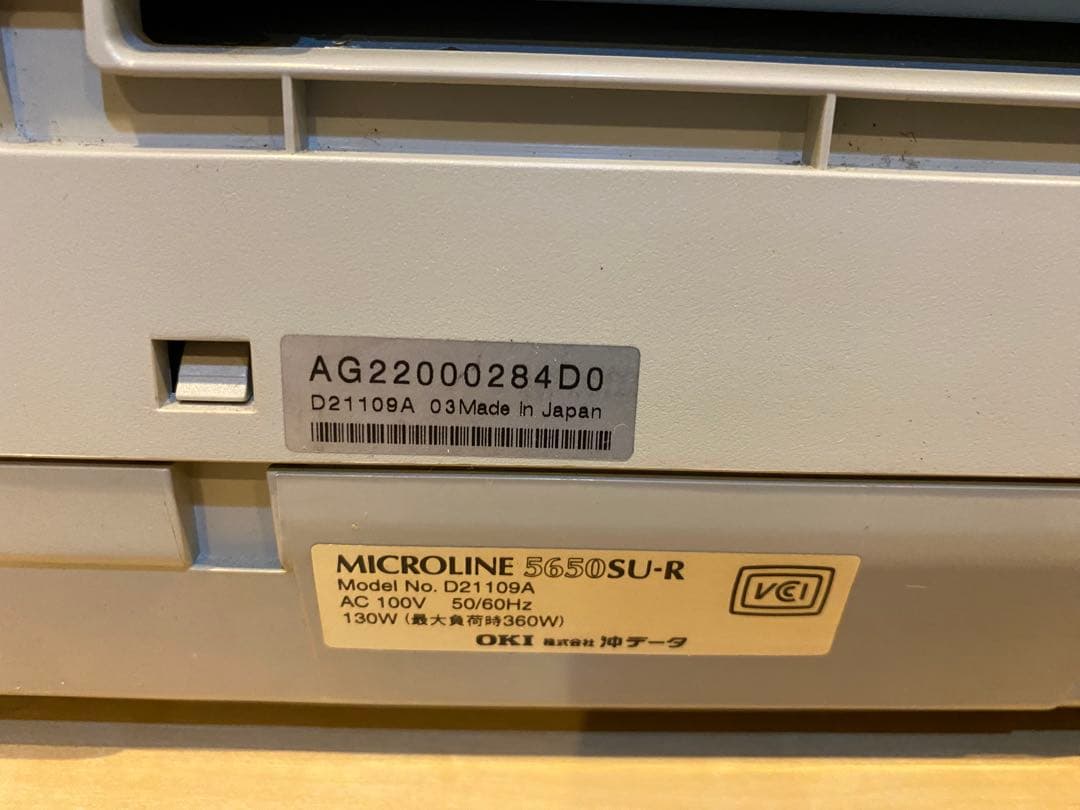 AG22000284D0
D21109A 03Made in Japan
MICROLINE 5650SU-R
Model No. D21109A
AC 100V 50/60Hz
130W (最大負荷時360W)
OKI 株式会社 沖データ
VCCI